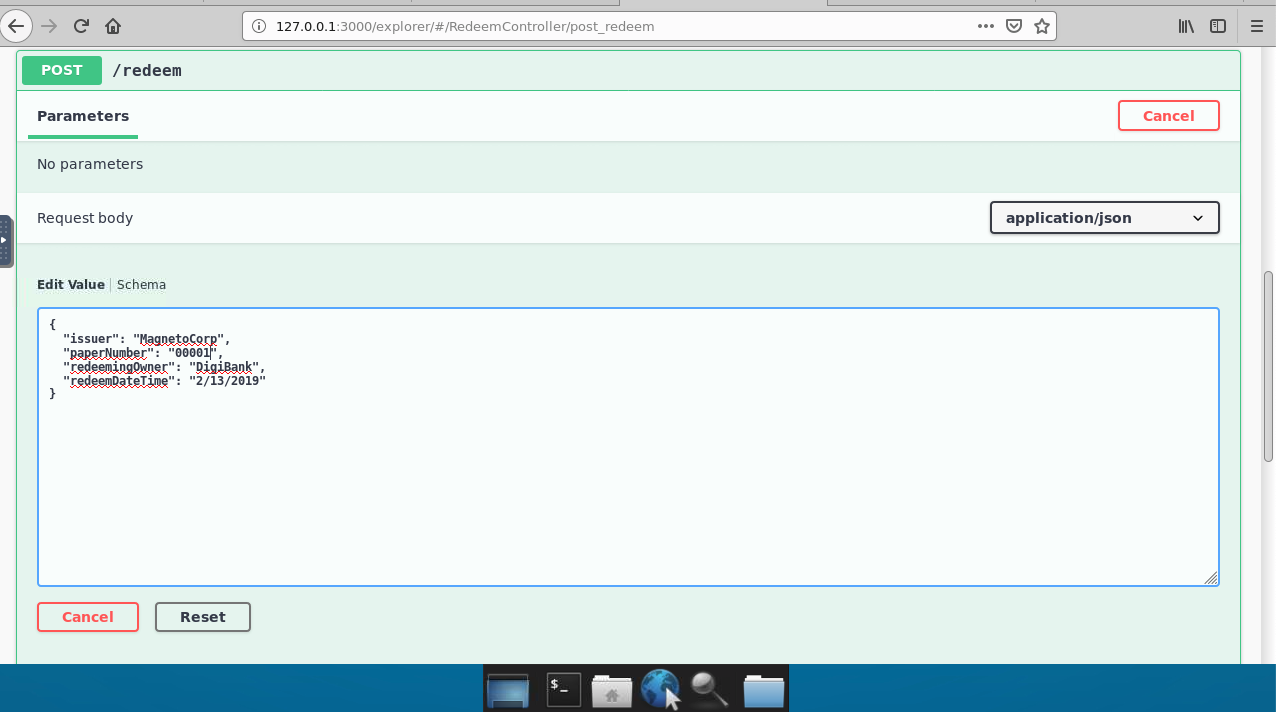 127.0.0.1:3000/explorer/#/RedeemController/post_redeem
POST /redeem
Parameters Cancel
No parameters
Request body application/json
Edit Value Schema
{
"issuer": "MagnetoCorp",
"paperNumber": "00001",
"redeemingOwner": "DigiBank",
"redeemDateTime": "2/13/2019"
}
Cancel Reset
$_